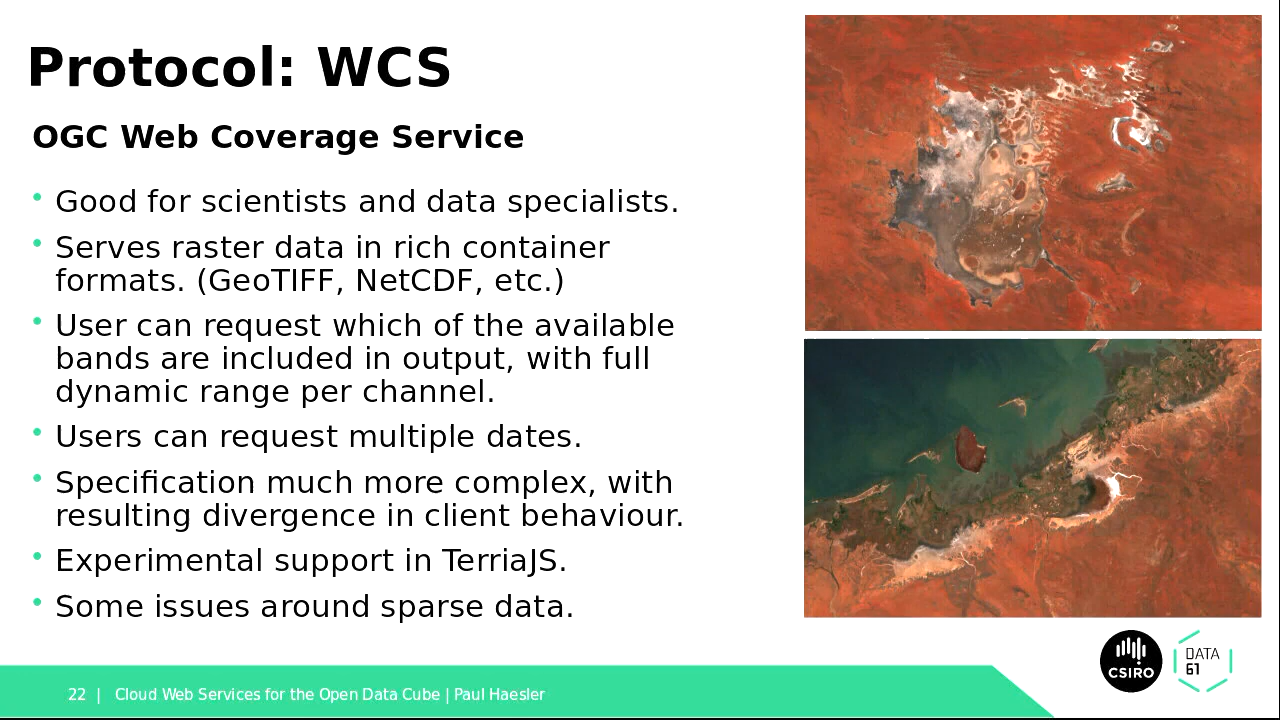 Protocol: WCS
OGC Web Coverage Service
• Good for scientists and data specialists.
• Serves raster data in rich container
formats. (GeoTIFF, NetCDF, etc.)
• User can request which of the available
bands are included in output, with full
dynamic range per channel.
• Users can request multiple dates.
• Specification much more complex, with
resulting divergence in client behaviour.
• Experimental support in TerriaJS.
• Some issues around sparse data.
CSIRO
DATA
61
22 | Cloud Web Services for the Open Data Cube | Paul Haesler